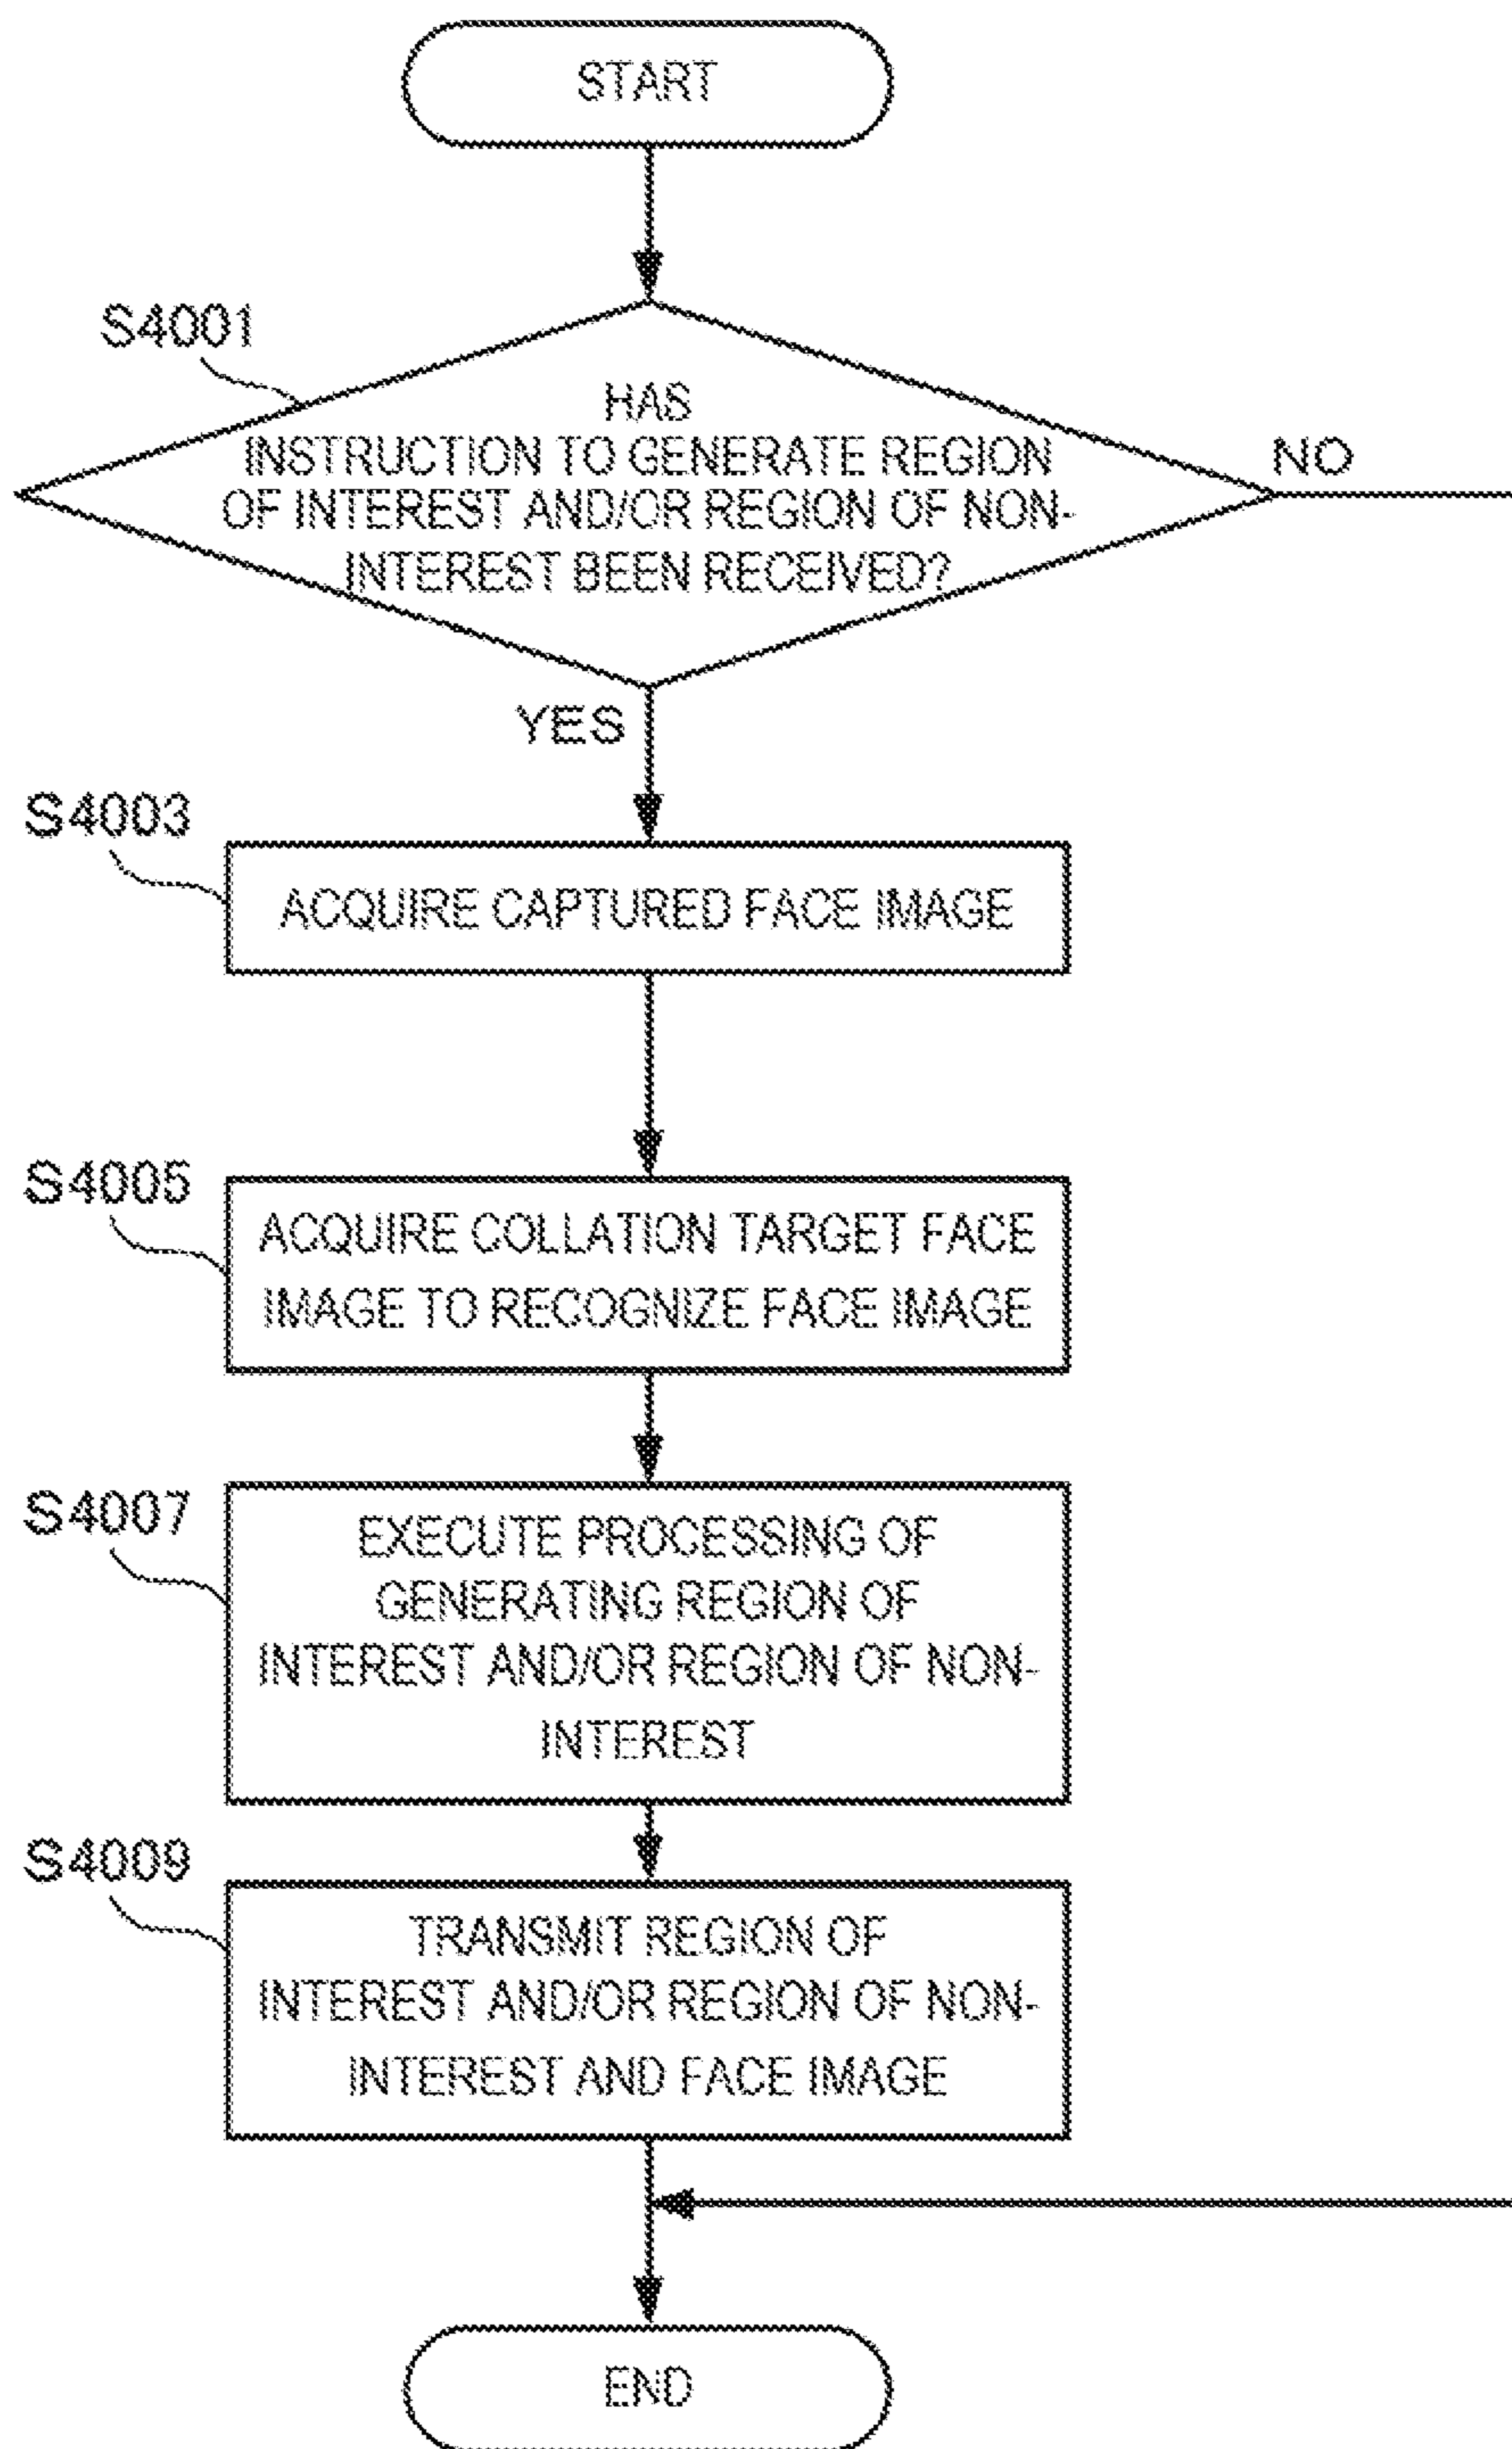 START
S4001
HAS
INSTRUCTION TO GENERATE REGION
OF INTEREST AND/OR REGION OF NON-
INTEREST BEEN RECEIVED?
NO
YES
S4003
ACQUIRE CAPTURED FACE IMAGE
S4005
ACQUIRE COLLATION TARGET FACE
IMAGE TO RECOGNIZE FACE IMAGE
S4007
EXECUTE PROCESSING OF
GENERATING REGION OF
INTEREST AND/OR REGION OF NON-
INTEREST
S4009
TRANSMIT REGION OF
INTEREST AND/OR REGION OF NON-
INTEREST AND FACE IMAGE
END